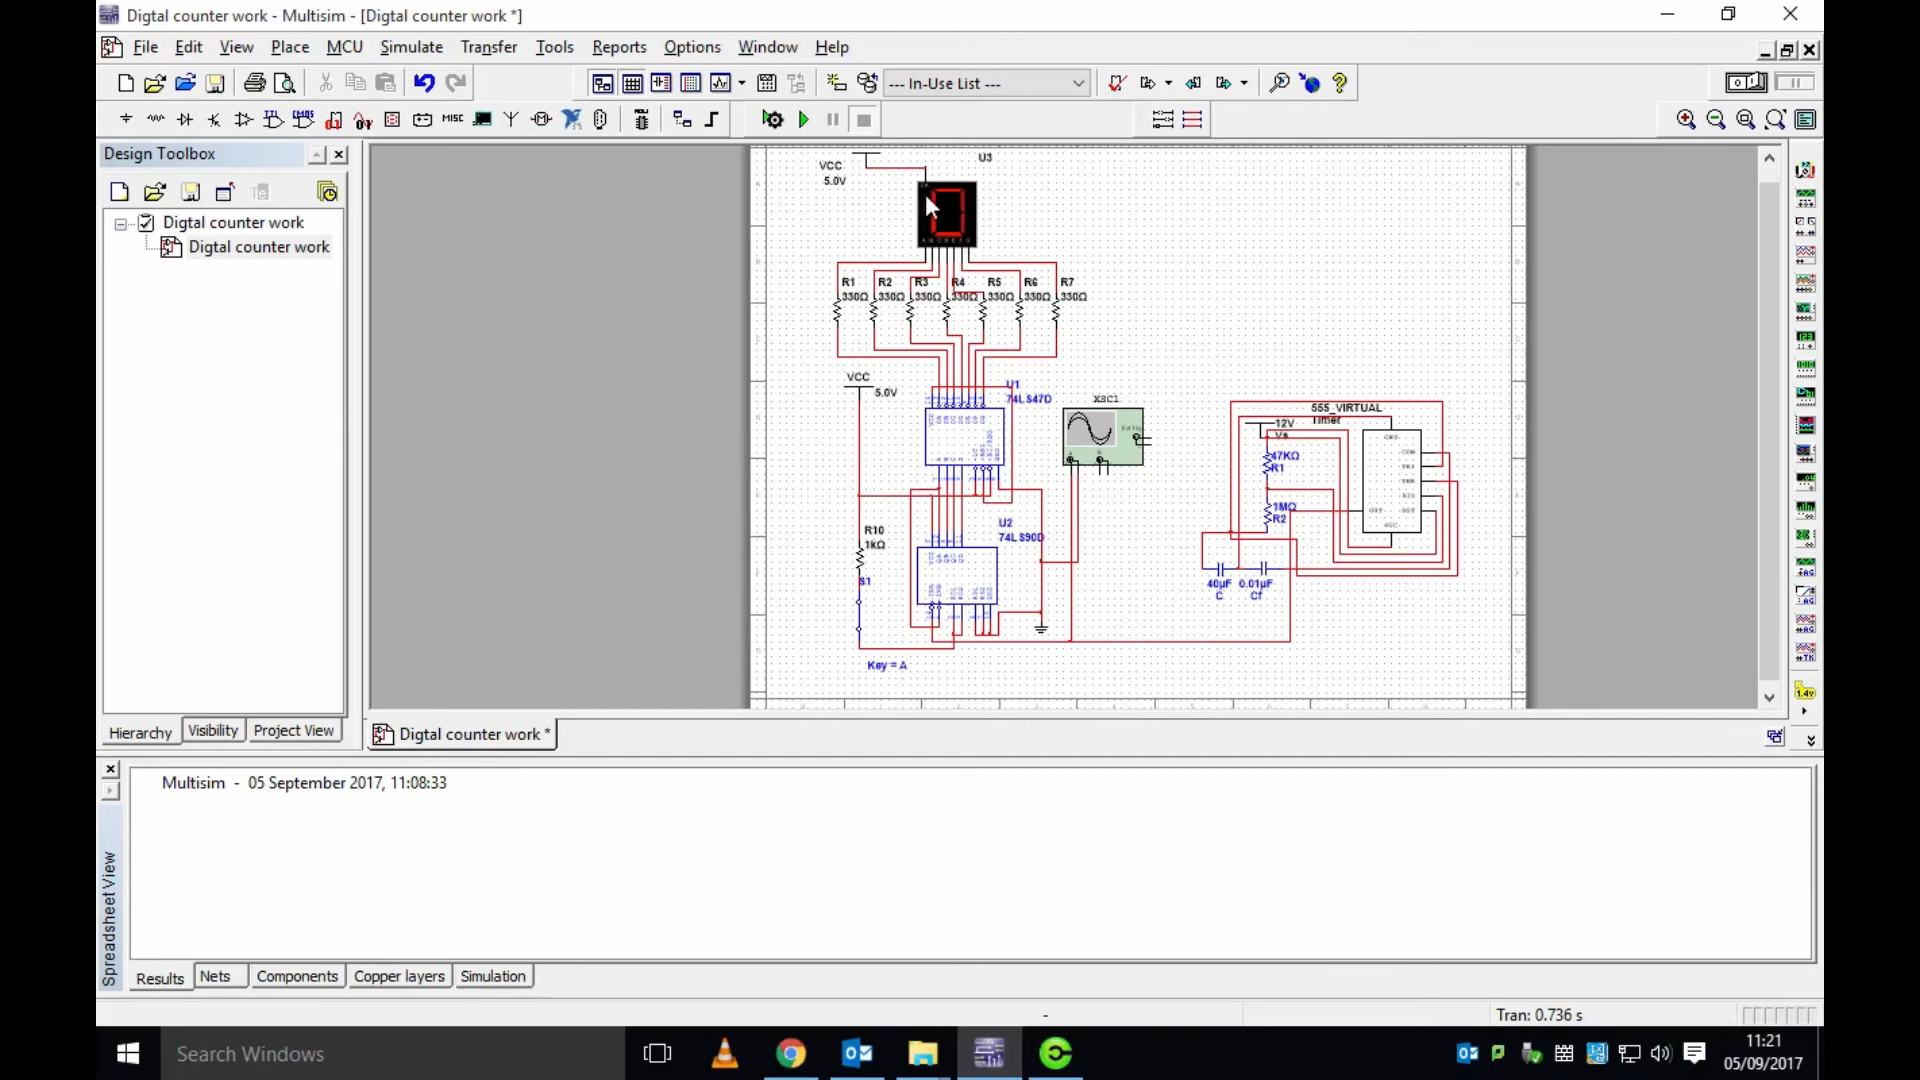 Digtal counter work - Multisim - [Digtal counter work *]
File Edit View Place MCU Simulate Transfer Tools Reports Options Window Help
--- In-Use List ---
MISC
Design Toolbox
Digtal counter work
Digtal counter work
Hierarchy Visibility Project View
VCC
5.0V
U3
R1 R2 R3 R4 R5 R6 R7
330Ω 330Ω 330Ω 330Ω 330Ω 330Ω 330Ω
VCC
5.0V
U1
74LS47D
XSC1
555_VIRTUAL
Timer
12V
Vs
47KΩ
R1
1MΩ
R2
U2
74LS90D
R10
1kΩ
S1
40µF 0.01µF
C Cf
Key = A
Digtal counter work *
Multisim - 05 September 2017, 11:08:33
Spreadsheet View
Results Nets Components Copper layers Simulation
- Tran: 0.736 s
Search Windows
11:21
05/09/2017